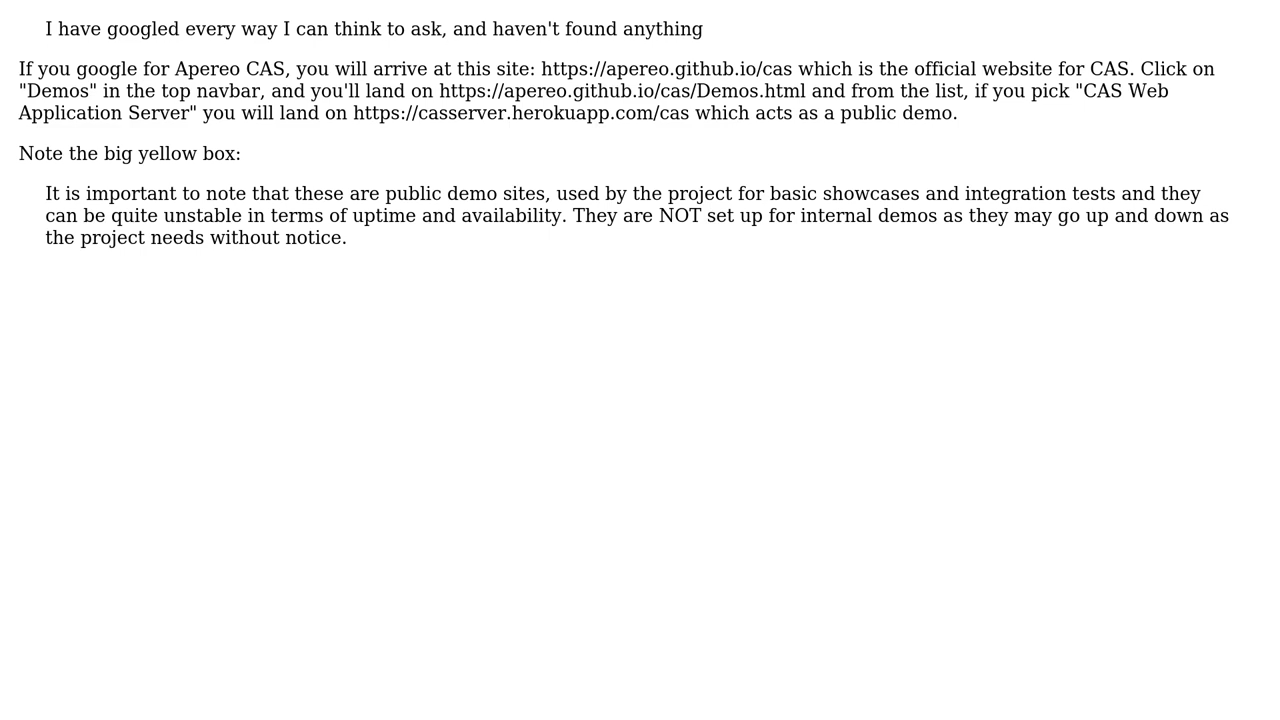 I have googled every way I can think to ask, and haven't found anything
If you google for Apereo CAS, you will arrive at this site: https://apereo.github.io/cas which is the official website for CAS. Click on
"Demos" in the top navbar, and you'll land on https://apereo.github.io/cas/Demos.html and from the list, if you pick "CAS Web
Application Server" you will land on https://casserver.herokuapp.com/cas which acts as a public demo.
Note the big yellow box:
It is important to note that these are public demo sites, used by the project for basic showcases and integration tests and they
can be quite unstable in terms of uptime and availability. They are NOT set up for internal demos as they may go up and down as
the project needs without notice.